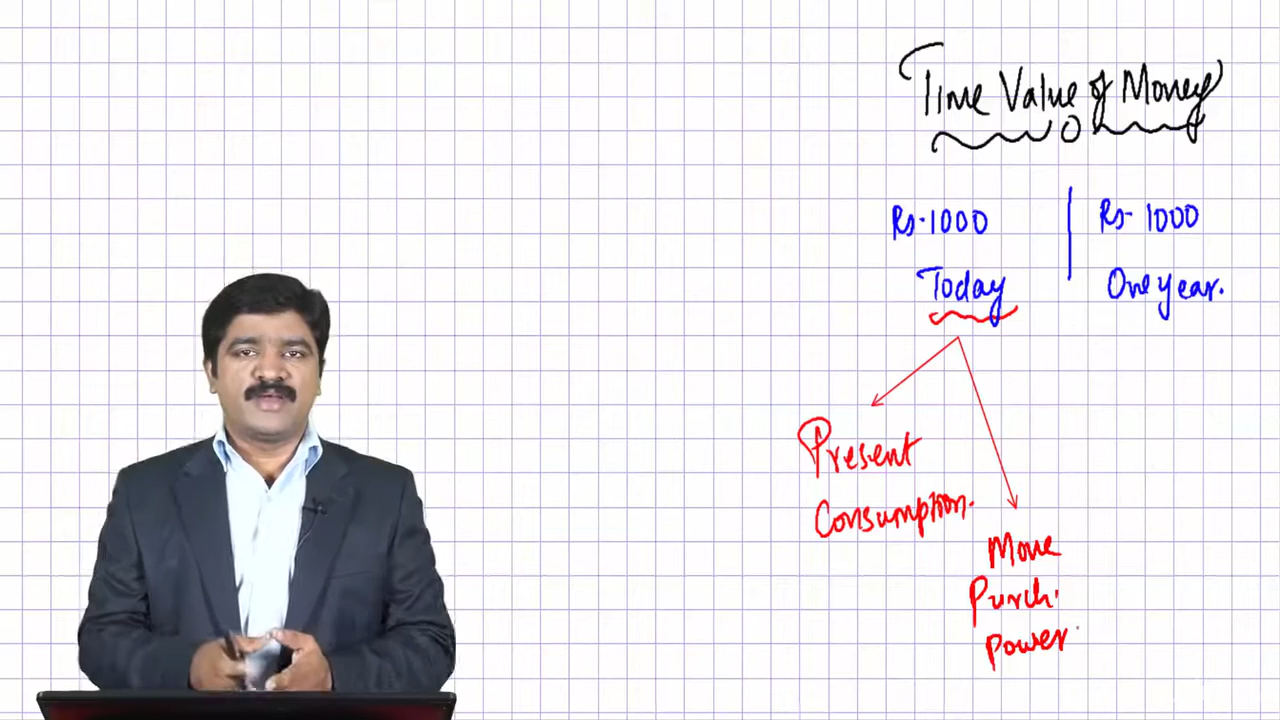 Time Value of Money
Rs. 1000 | Rs. 1000
Today One year.
Present
Consumption.
More
Purch.
Power